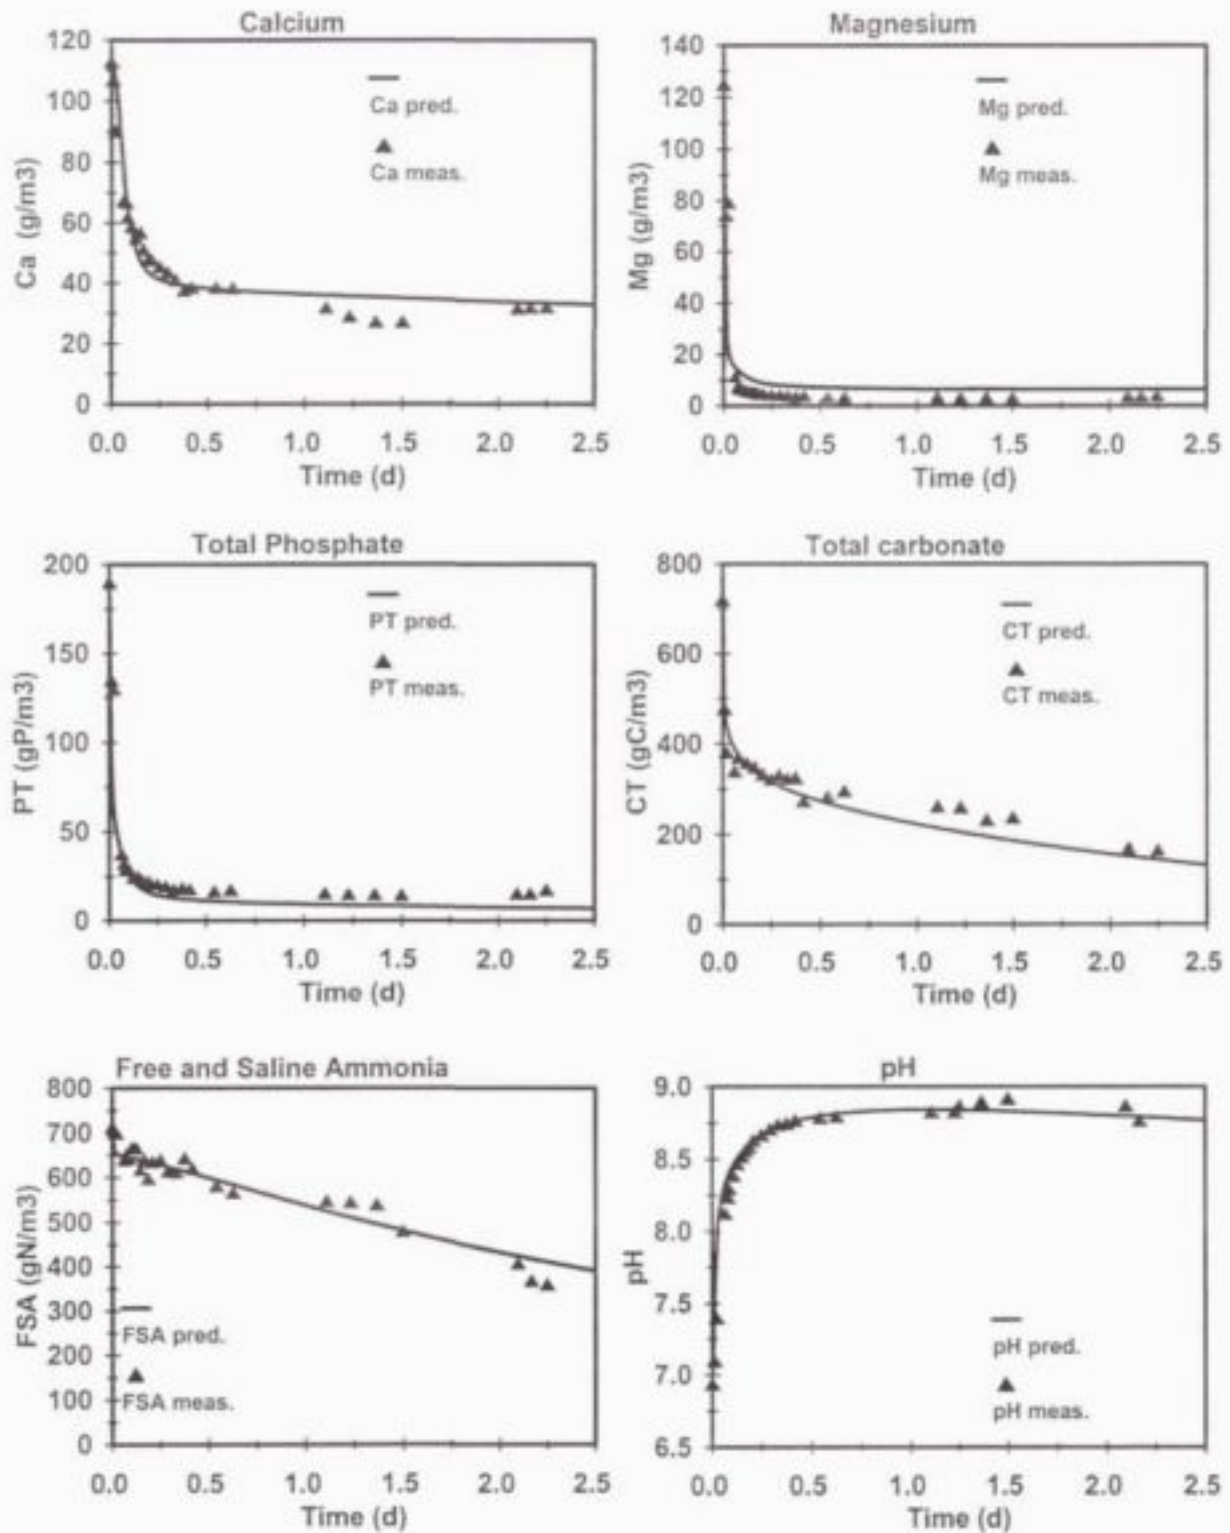 Calcium
120
100
80
60
40
20
0
Ca (g/m3)
Ca pred.
Ca meas.
0.0 0.5 1.0 1.5 2.0 2.5
Time (d)
Magnesium
140
120
100
80
60
40
20
0
Mg (g/m3)
Mg pred.
Mg meas.
0.0 0.5 1.0 1.5 2.0 2.5
Time (d)
Total Phosphate
200
150
100
50
0
PT (gP/m3)
PT pred.
PT meas.
0.0 0.5 1.0 1.5 2.0 2.5
Time (d)
Total carbonate
800
600
400
200
0
CT (gC/m3)
CT pred.
CT meas.
0.0 0.5 1.0 1.5 2.0 2.5
Time (d)
Free and Saline Ammonia
800
700
600
500
400
300
200
100
0
FSA (gN/m3)
FSA pred.
FSA meas.
0.0 0.5 1.0 1.5 2.0 2.5
Time (d)
pH
9.0
8.5
8.0
7.5
7.0
6.5
pH
pH pred.
pH meas.
0.0 0.5 1.0 1.5 2.0 2.5
Time (d)